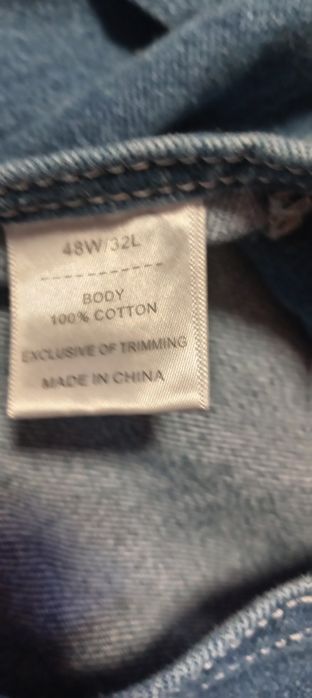 48W/32L
BODY
100% COTTON
EXCLUSIVE OF TRIMMING
MADE IN CHINA